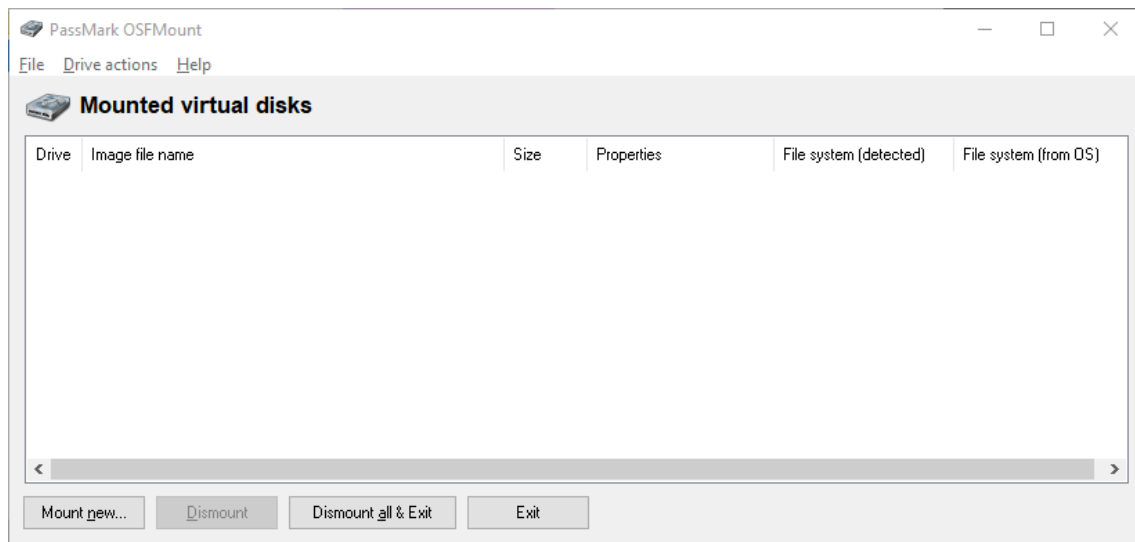 PassMark OSFMount
File Drive actions Help
Mounted virtual disks
Drive Image file name Size Properties File system (detected) File system (from OS)
Mount new... Dismount Dismount all & Exit Exit